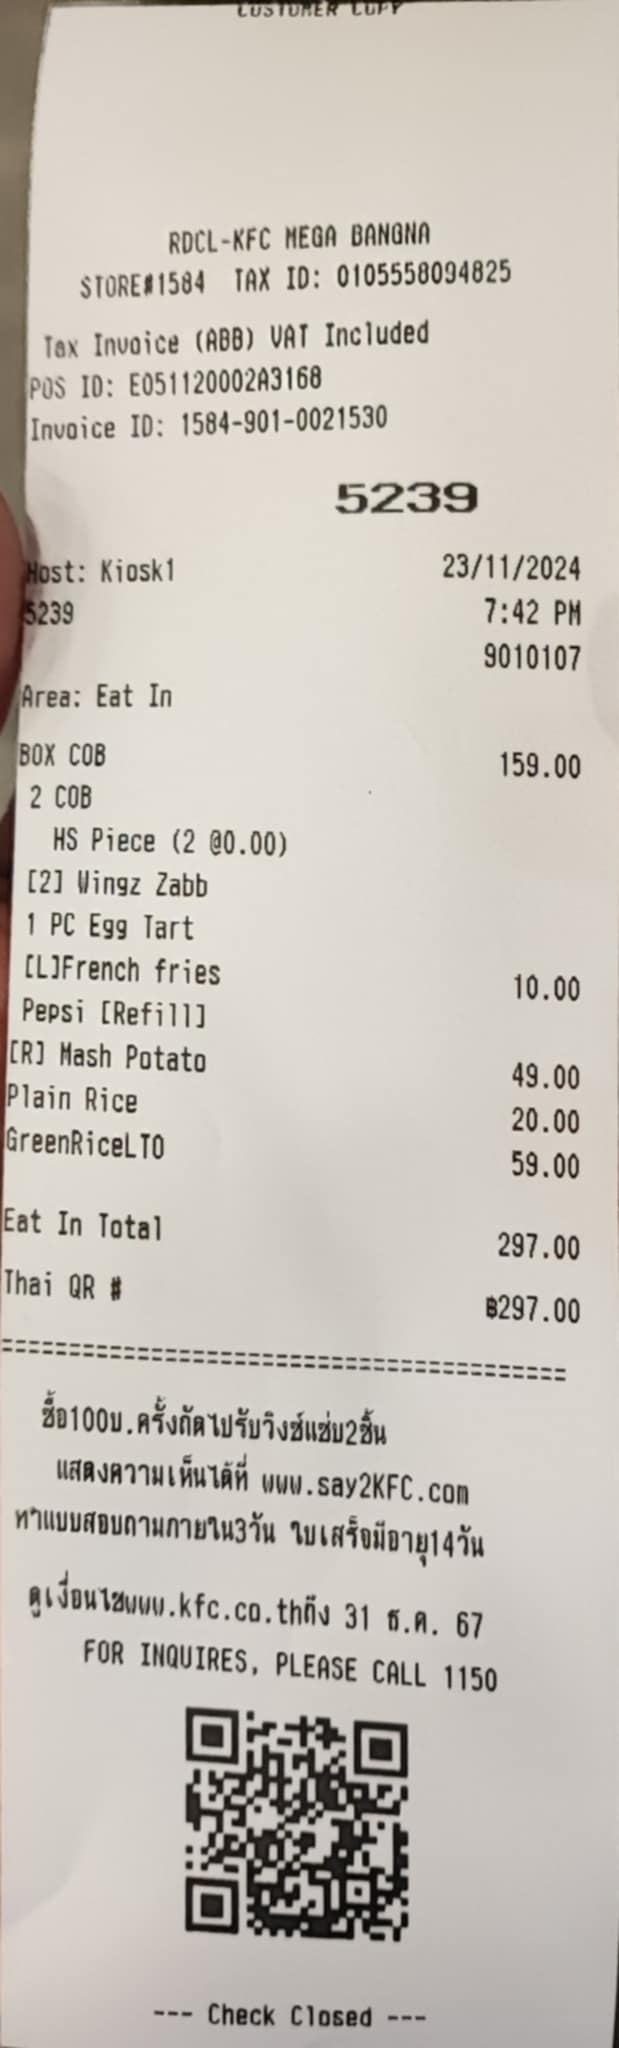 CUSTOMER COPY
RDCL-KFC MEGA BANGNA
STORE#1584 TAX ID: 0105558094825
Tax Invoice (ABB) VAT Included
POS ID: E051120002A3168
Invoice ID: 1584-901-0021530
5239
Host: Kiosk1 23/11/2024
5239 7:42 PM
9010107
Area: Eat In
BOX COB 159.00
2 COB
HS Piece (2 @0.00)
[2] Wingz Zabb
1 PC Egg Tart
[L]French fries 10.00
Pepsi [Refill]
[R] Mash Potato 49.00
Plain Rice 20.00
GreenRiceLTO 59.00
Eat In Total 297.00
Thai QR # ฿297.00
==========================================
ซื้อ100บ.ครั้งถัดไปรับวิงซ์แซ่บ2ชิ้น
แสดงความเห็นได้ที่ www.say2KFC.com
ทำแบบสอบถามภายใน3วัน ใบเสร็จมีอายุ14วัน
ดูเงื่อนไขwww.kfc.co.thถึง 31 ธ.ค. 67
FOR INQUIRES, PLEASE CALL 1150
--- Check Closed ---